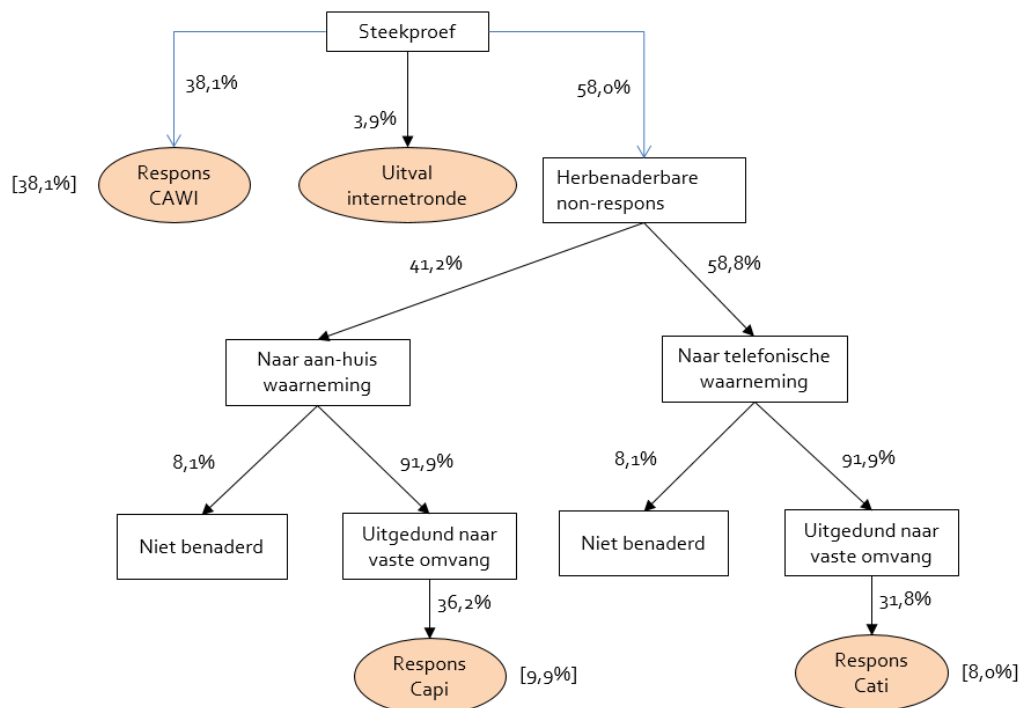 Steekproef
38,1%
3,9%
58,0%
[38,1%]
Respons
CAWI
Uitval
internetronde
Herbenaderbare
non-respons
41,2%
58,8%
Naar aan-huis
waarneming
Naar telefonische
waarneming
8,1%
91,9%
8,1%
91,9%
Niet benaderd
Uitgedund naar
vaste omvang
Niet benaderd
Uitgedund naar
vaste omvang
36,2%
31,8%
Respons
Capi
[9,9%]
Respons
Cati
[8,0%]